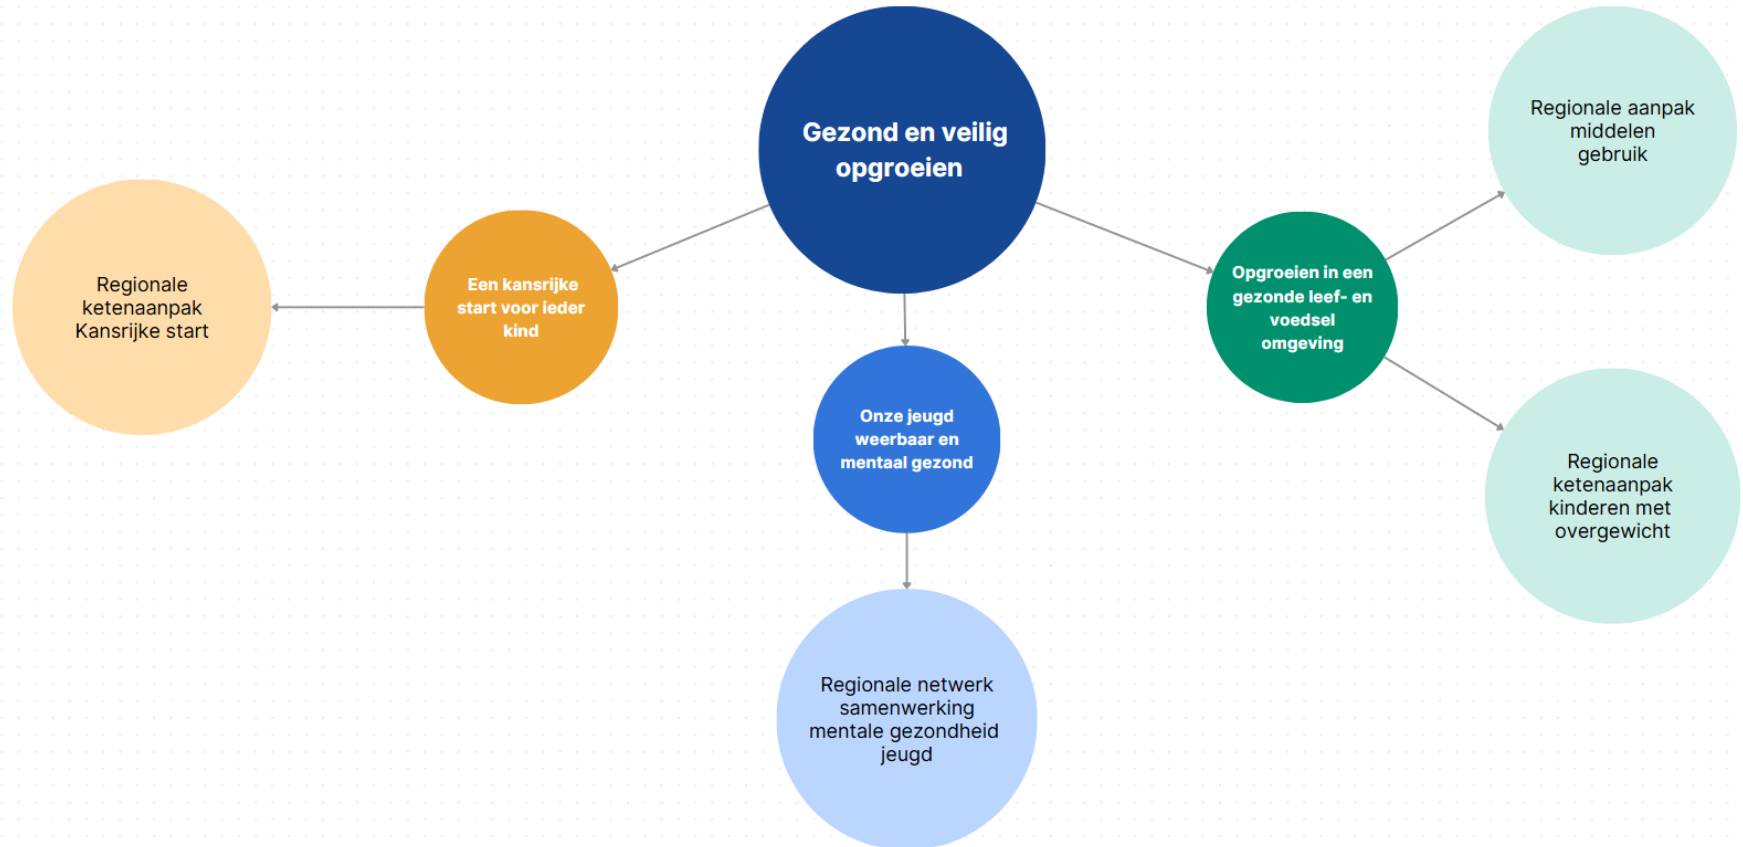 Gezond en veilig
opgroeien
Regionale aanpak
middelen
gebruik
Regionale
ketenaanpak
Kansrijke start
Een kansrijke
start voor ieder
kind
Opgroeien in een
gezonde leef- en
voedsel
omgeving
Onze jeugd
weerbaar en
mentaal gezond
Regionale
ketenaanpak
kinderen met
overgewicht
Regionale netwerk
samenwerking
mentale gezondheid
jeugd